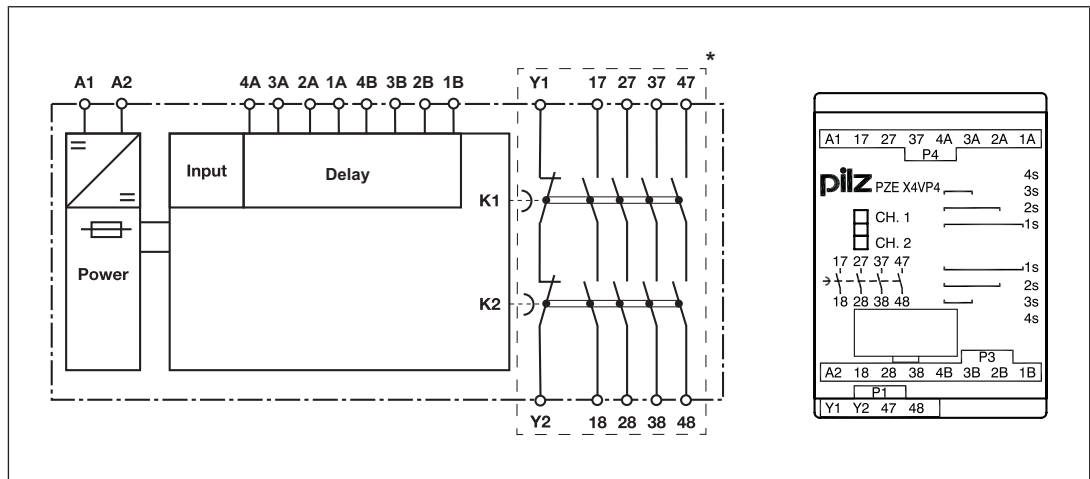 *
A1 A2 4A 3A 2A 1A 4B 3B 2B 1B Y1 17 27 37 47
=
=
Input Delay
K1
Power
K2
Y2 18 28 38 48
A1 17 27 37 4A 3A 2A 1A
P4
pilz PZE X4VP4
4s
3s
2s
1s
CH. 1
CH. 2
17 27 37 47
18 28 38 48
1s
2s
3s
4s
P3
A2 18 28 38 4B 3B 2B 1B
P1
Y1 Y2 47 48